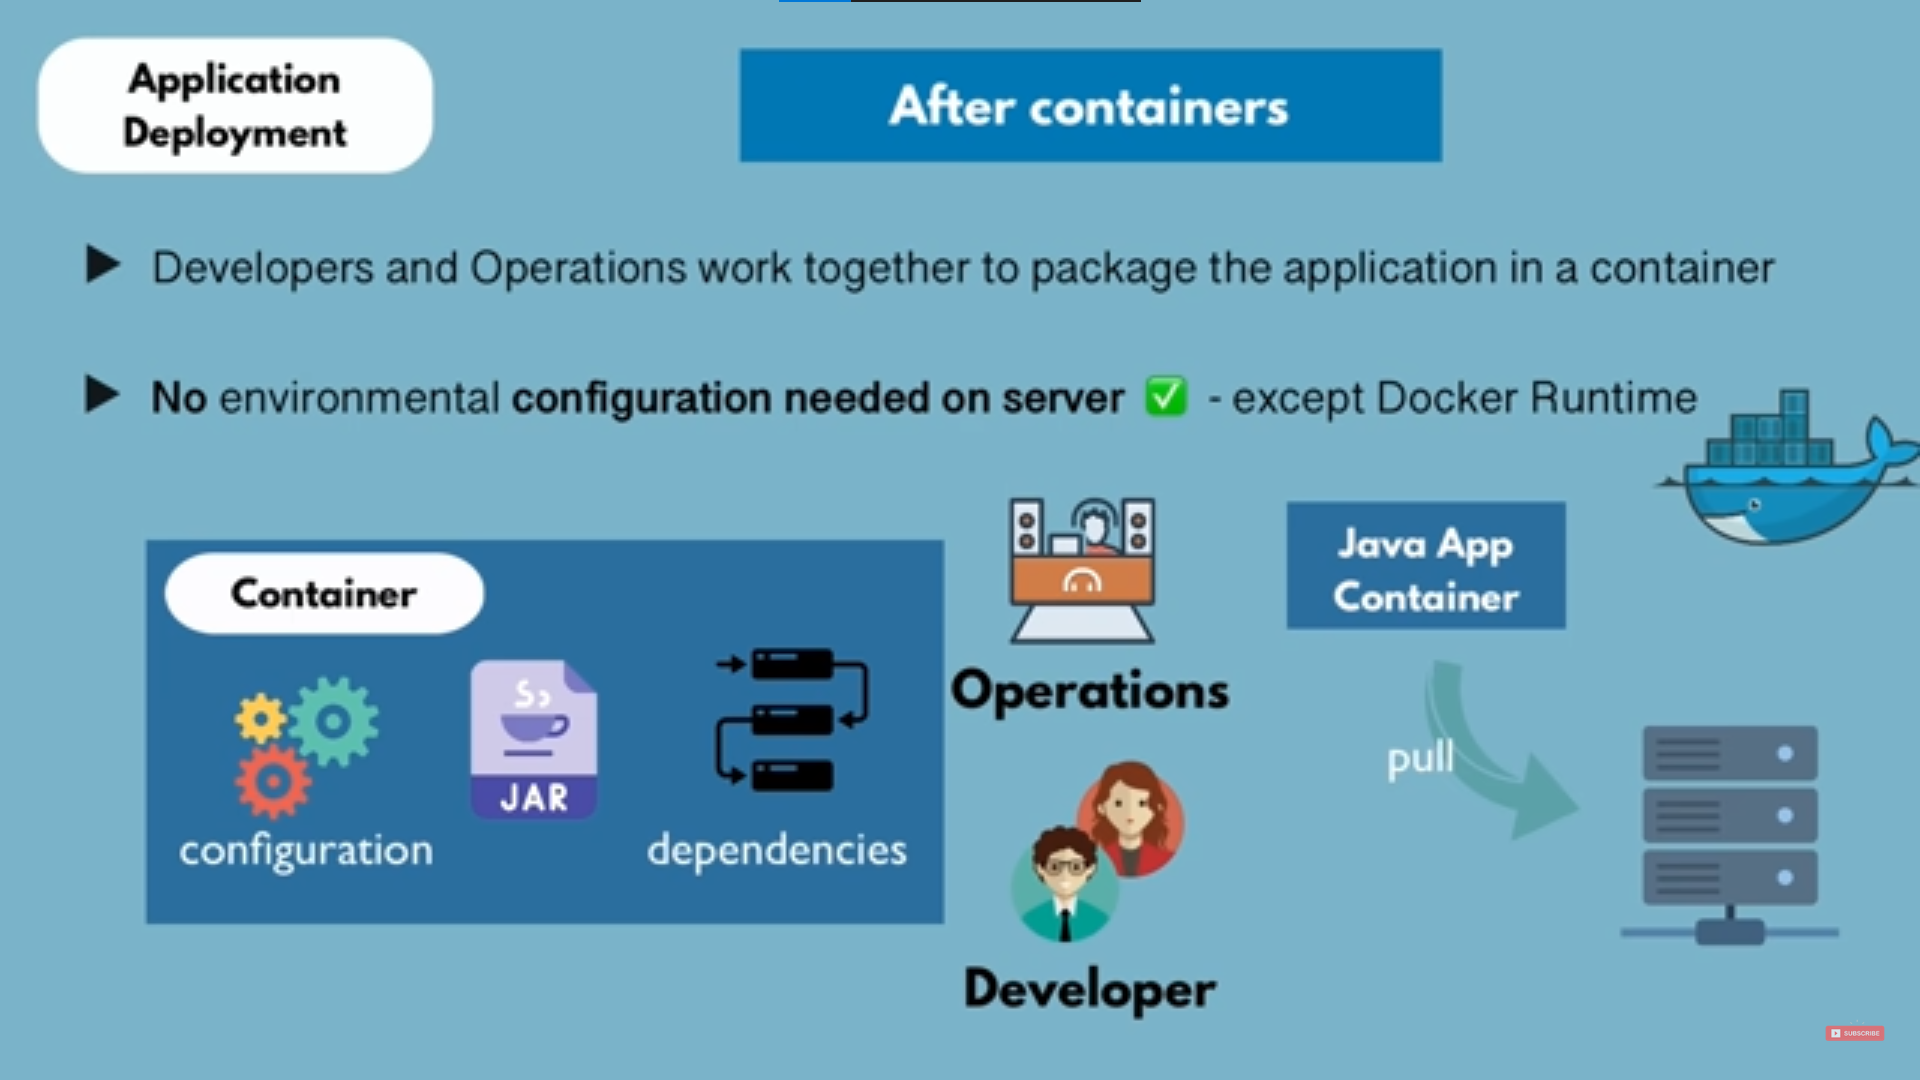 Application
Deployment
After containers
Developers and Operations work together to package the application in a container
No environmental configuration needed on server ✅ - except Docker Runtime
Container
JAR
configuration
dependencies
Operations
Developer
Java App
Container
pull
SUBSCRIBE